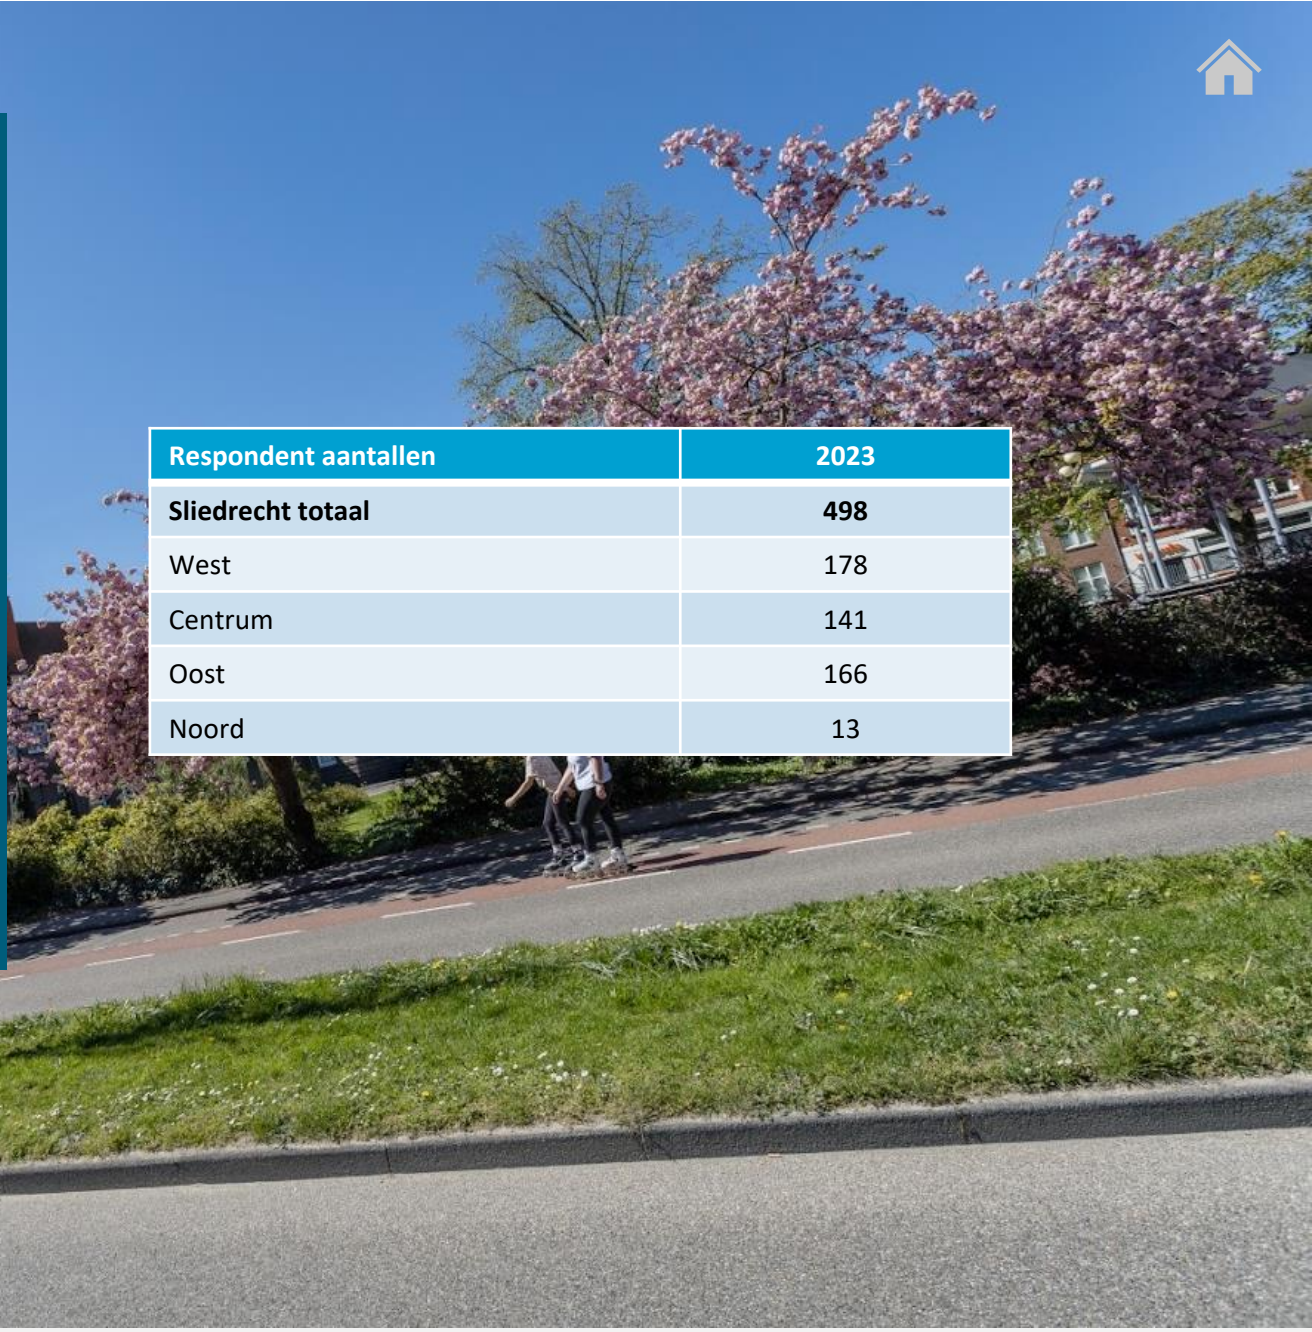 Respondent aantallen 2023
Sliedrecht totaal 498
West 178
Centrum 141
Oost 166
Noord 13